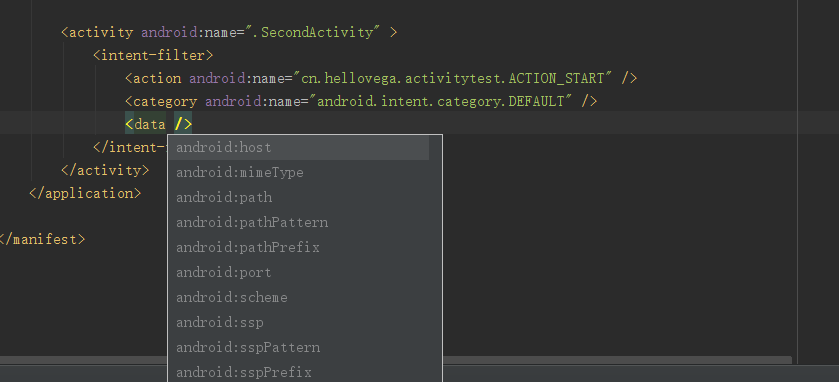 <activity android:name=".SecondActivity" >
<intent-filter>
<action android:name="cn.hellovega.activitytest.ACTION_START" />
<category android:name="android.intent.category.DEFAULT" />
<data />
android:host
</intent-
android:mimeType
</activity>
android:path
</application>
android:pathPattern
</manifest>
android:pathPrefix
android:port
android:scheme
android:ssp
android:sspPattern
android:sspPrefix